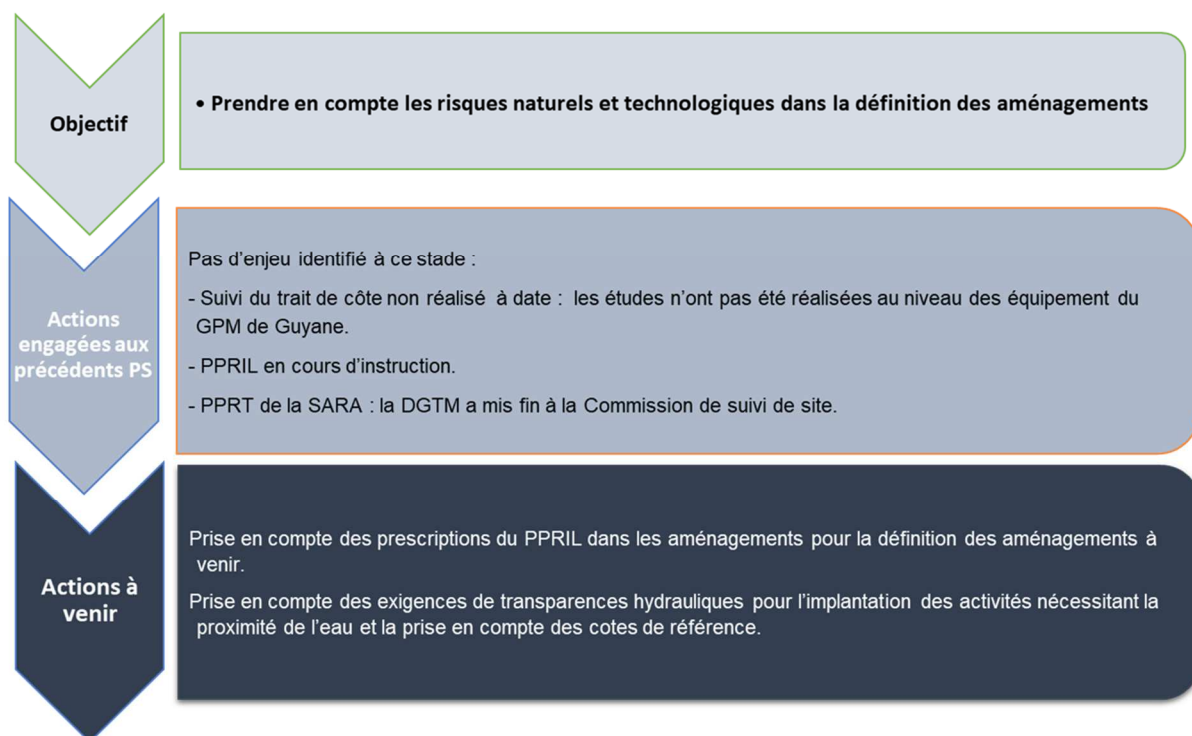 Objectif
• Prendre en compte les risques naturels et technologiques dans la définition des aménagements
Actions
engagées aux
précédents PS
Pas d'enjeu identifié à ce stade :
- Suivi du trait de côte non réalisé à date : les études n'ont pas été réalisées au niveau des équipement du
GPM de Guyane.
- PPRIL en cours d'instruction.
- PPRT de la SARA : la DGTM a mis fin à la Commission de suivi de site.
Actions à
venir
Prise en compte des prescriptions du PPRIL dans les aménagements pour la définition des aménagements à
venir.
Prise en compte des exigences de transparences hydrauliques pour l'implantation des activités nécessitant la
proximité de l'eau et la prise en compte des cotes de référence.